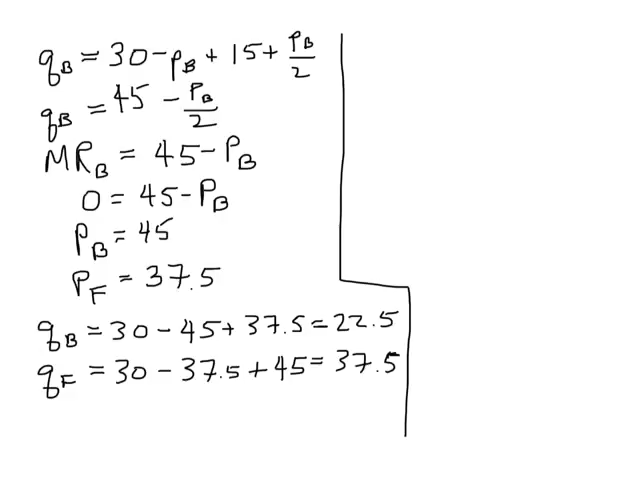 q_B = 30 - p_B + 15 + p_B/2
q_B = 45 - p_B/2
MR_B = 45 - P_B
0 = 45 - P_B
P_B = 45
P_F = 37.5
q_B = 30 - 45 + 37.5 = 22.5
q_F = 30 - 37.5 + 45 = 37.5